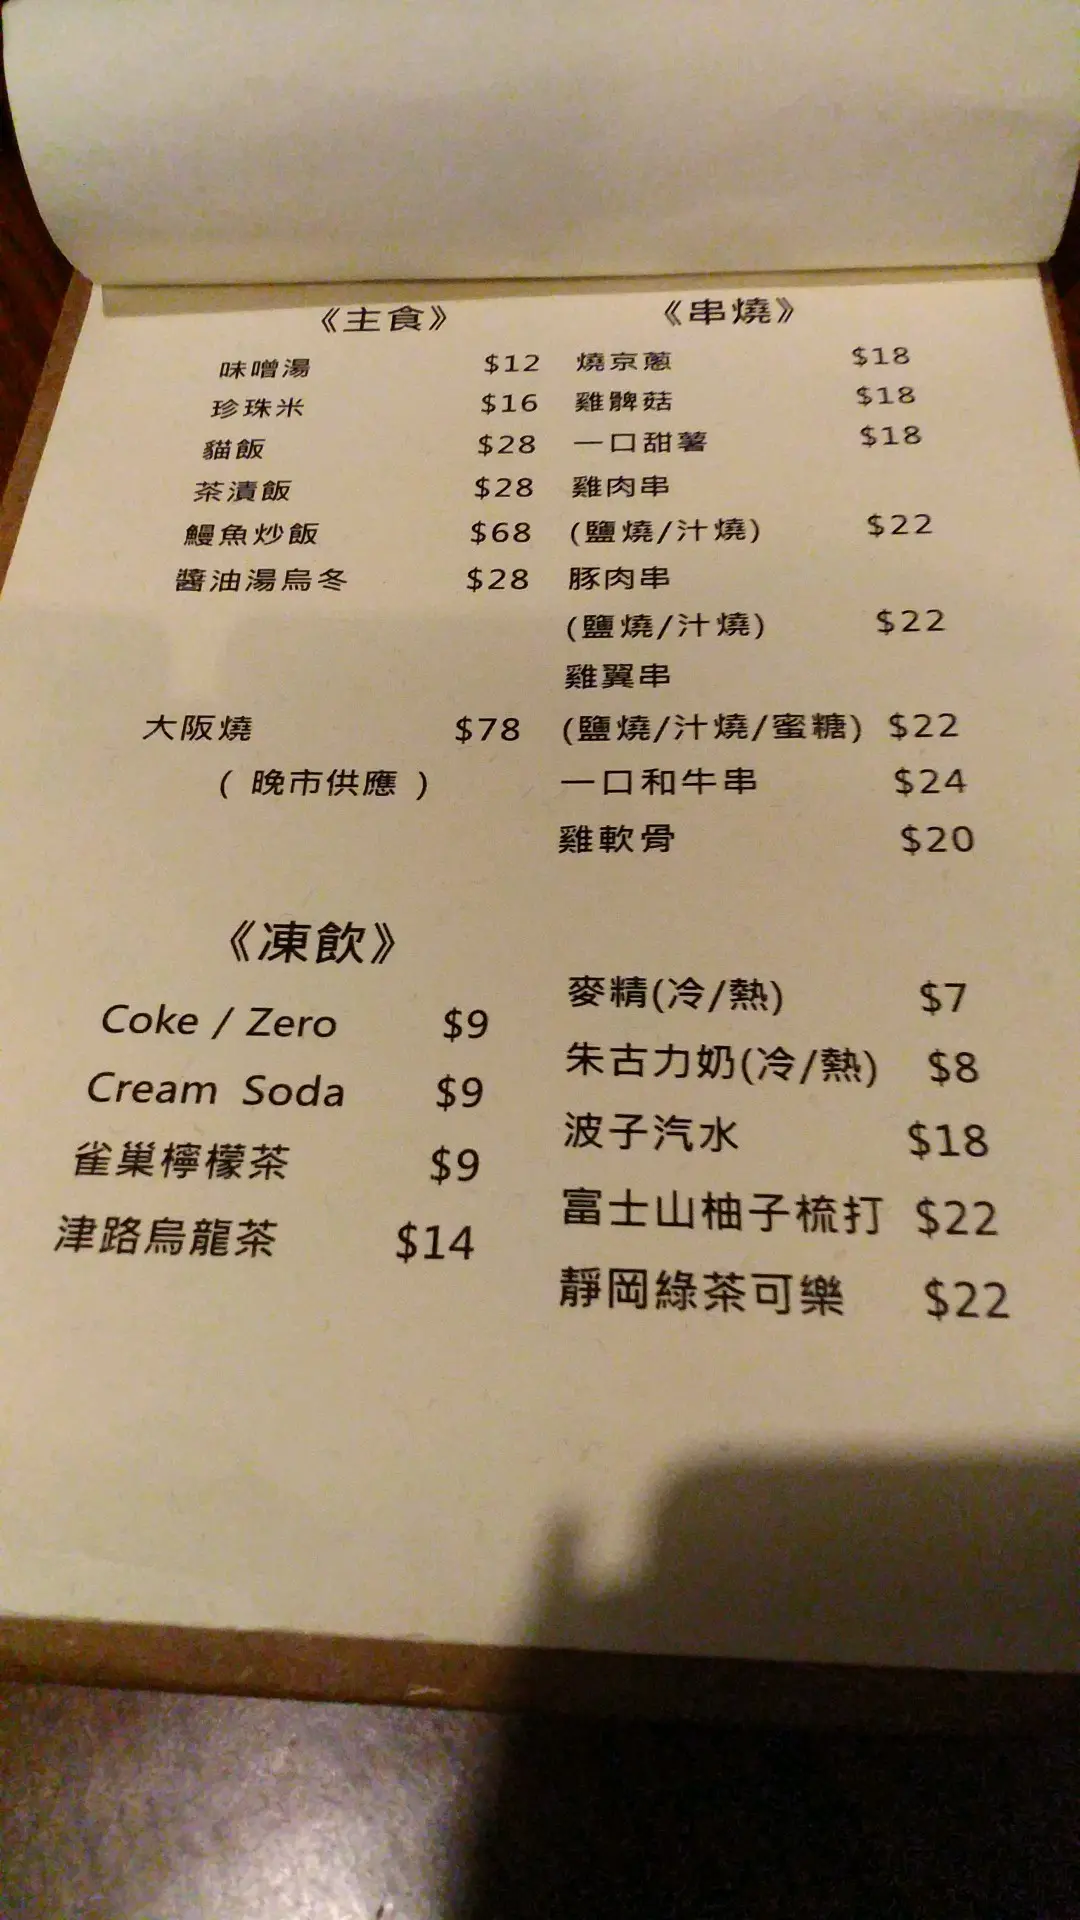 《主食》
味噌湯 $12
珍珠米 $16
貓飯 $28
茶漬飯 $28
鰻魚炒飯 $68
醬油湯烏冬 $28
大阪燒 $78
( 晚市供應 )
《串燒》
燒京蔥 $18
雞髀菇 $18
一口甜薯 $18
雞肉串
(鹽燒/汁燒) $22
豚肉串
(鹽燒/汁燒) $22
雞翼串
(鹽燒/汁燒/蜜糖) $22
一口和牛串 $24
雞軟骨 $20
《凍飲》
Coke / Zero $9
Cream Soda $9
雀巢檸檬茶 $9
津路烏龍茶 $14
麥精(冷/熱) $7
朱古力奶(冷/熱) $8
波子汽水 $18
富士山柚子梳打 $22
靜岡綠茶可樂 $22